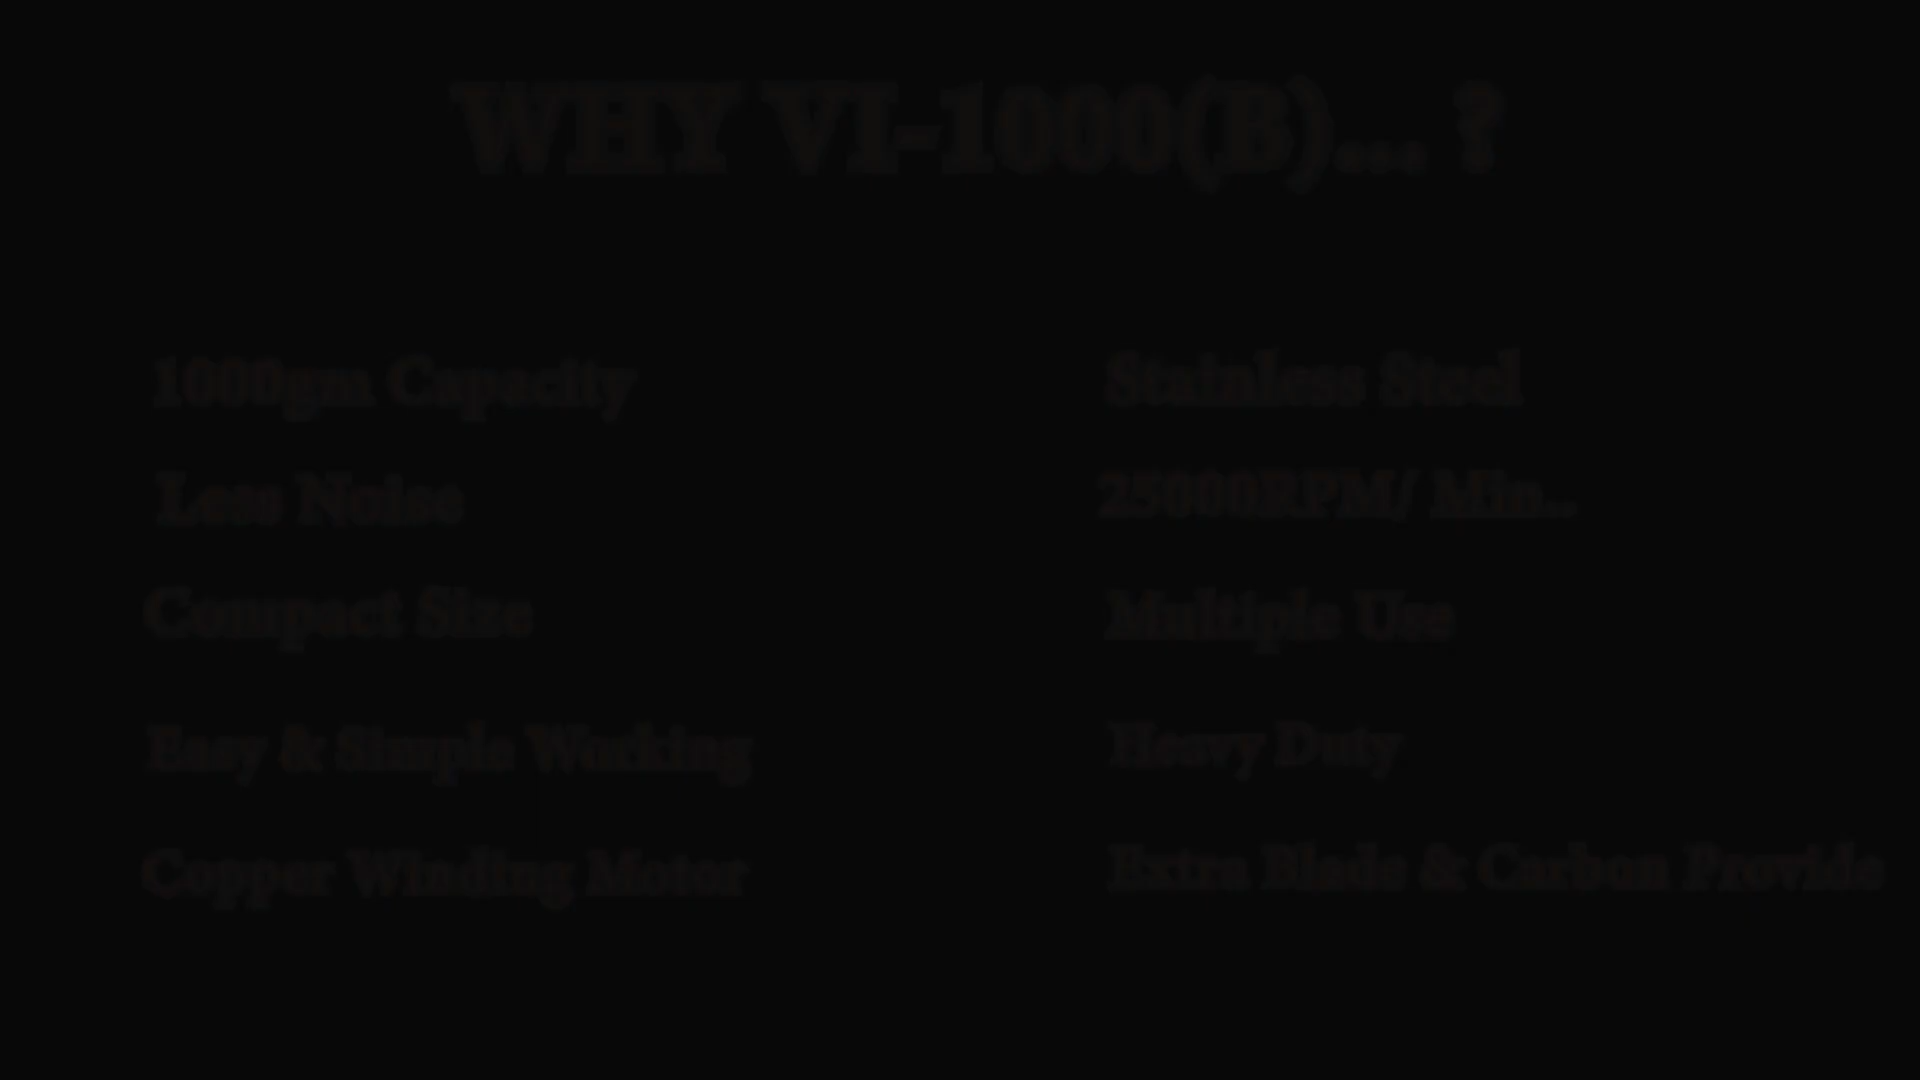 WHY VI-1000(B)... ?
1000gm Capacity
Less Noise
Compact Size
Easy & Simple Working
Copper Winding Motor
Stainless Steel
25000RPM/ Min..
Multiple Use
Heavy Duty
Extra Blade & Carbon Provide